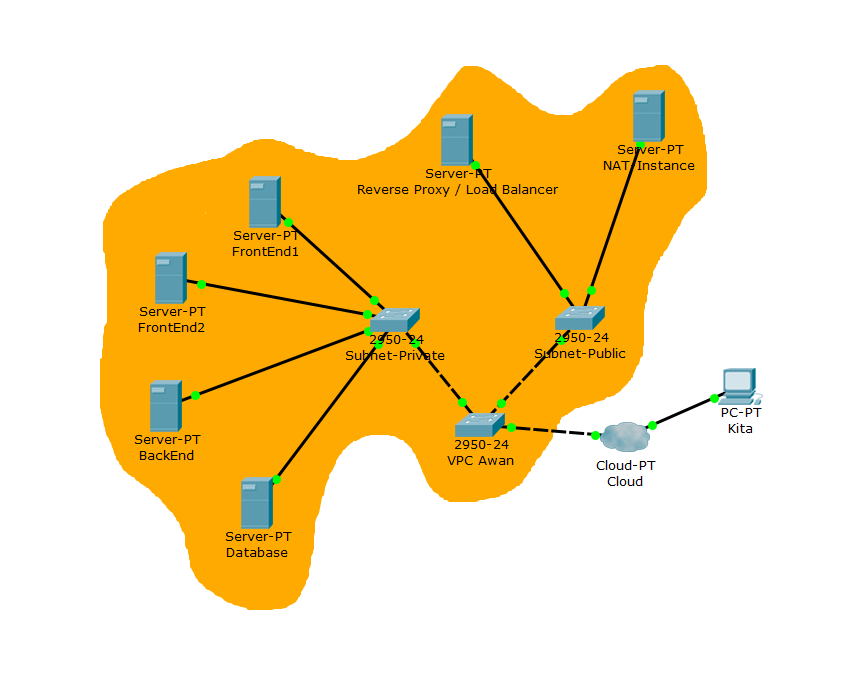 Server-PT
NAT-Instance
Server-PT
Reverse Proxy / Load Balancer
Server-PT
FrontEnd1
Server-PT
FrontEnd2
2950-24
Subnet-Private
2950-24
Subnet-Public
PC-PT
Kita
Server-PT
BackEnd
2950-24
VPC Awan
Cloud-PT
Cloud
Server-PT
Database